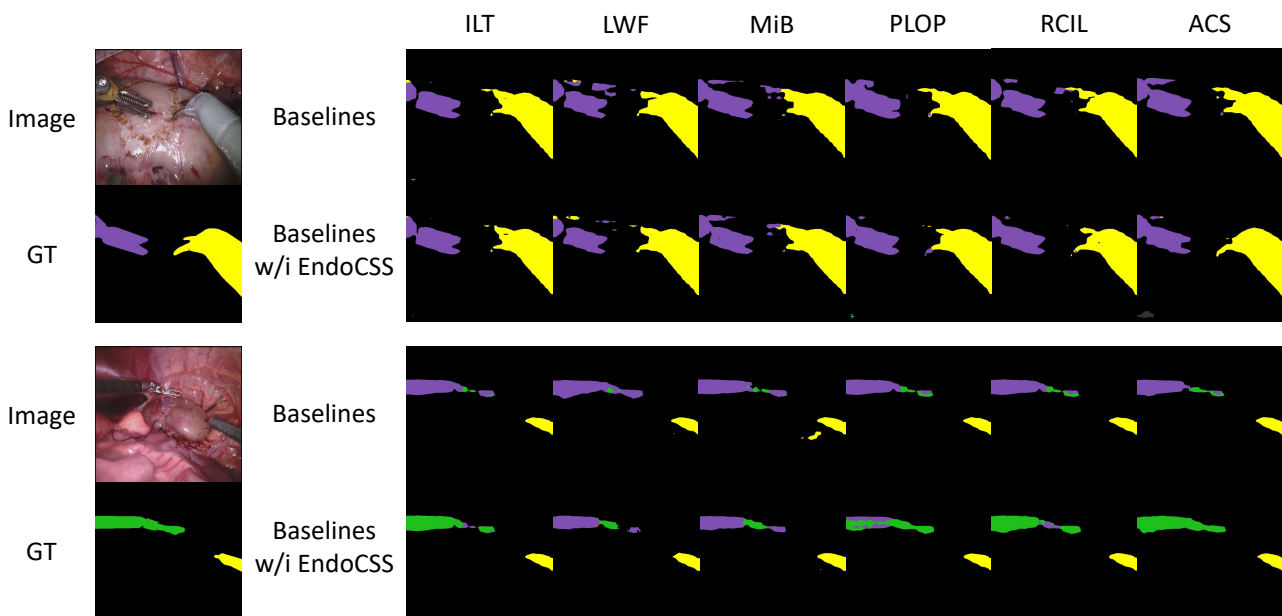 ILT LWF MiB PLOP RCIL ACS
Image
Baselines
GT
Baselines
w/i EndoCSS
Image
Baselines
GT
Baselines
w/i EndoCSS